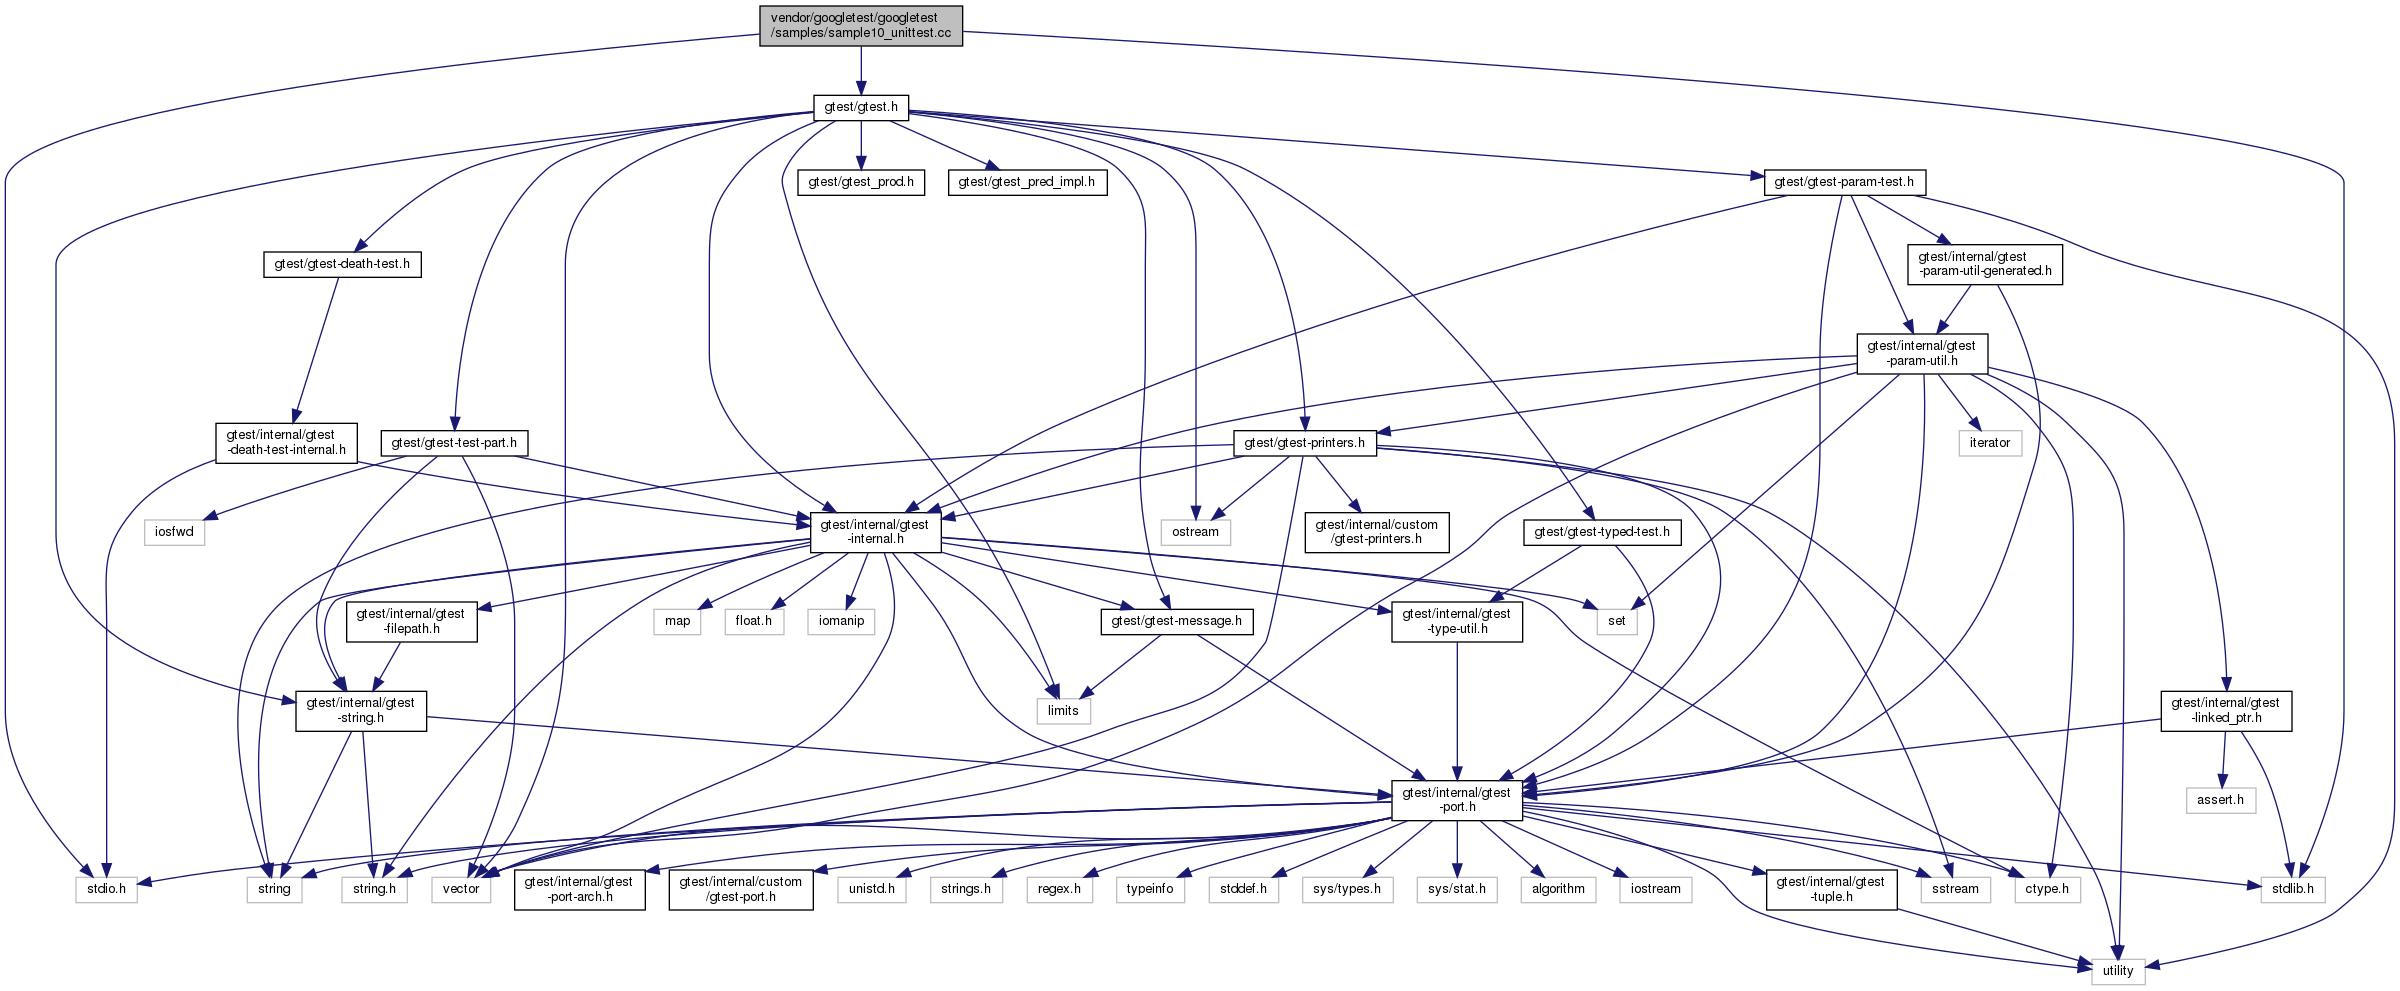 vendor/googletest/googletest
/samples/sample10_unittest.cc
gtest/gtest.h
gtest/gtest_prod.h
gtest/gtest_pred_impl.h
gtest/gtest-param-test.h
gtest/gtest-death-test.h
gtest/internal/gtest
-param-util-generated.h
gtest/internal/gtest
-param-util.h
gtest/internal/gtest
-death-test-internal.h
gtest/gtest-test-part.h
gtest/gtest-printers.h
iterator
iosfwd
gtest/internal/gtest
-internal.h
ostream
gtest/internal/custom
/gtest-printers.h
gtest/gtest-typed-test.h
gtest/internal/gtest
-filepath.h
map
float.h
iomanip
gtest/gtest-message.h
gtest/internal/gtest
-type-util.h
set
gtest/internal/gtest
-string.h
limits
gtest/internal/gtest
-linked_ptr.h
gtest/internal/gtest
-port.h
assert.h
stdio.h
string
string.h
vector
gtest/internal/gtest
-port-arch.h
gtest/internal/custom
/gtest-port.h
unistd.h
strings.h
regex.h
typeinfo
stddef.h
sys/types.h
sys/stat.h
algorithm
iostream
gtest/internal/gtest
-tuple.h
sstream
ctype.h
stdlib.h
utility